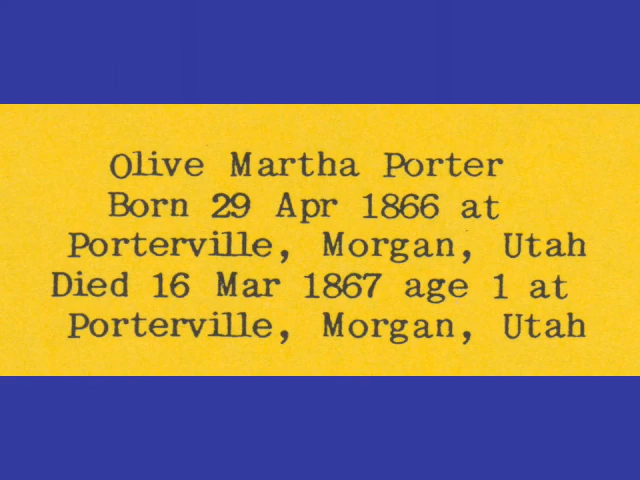 Olive Martha Porter
Born 29 Apr 1866 at
Porterville, Morgan, Utah
Died 16 Mar 1867 age 1 at
Porterville, Morgan, Utah